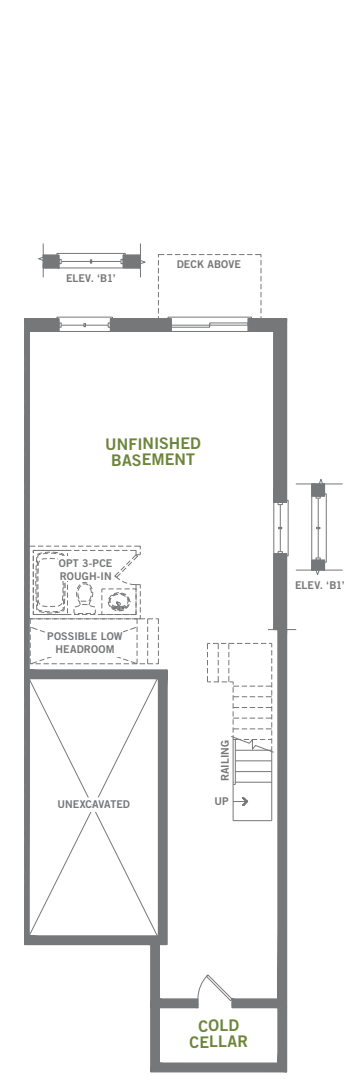 DECK ABOVE
ELEV. ‘B1’
UNFINISHED
BASEMENT
OPT 3-PCE
ROUGH-IN
ELEV. ‘B1’
POSSIBLE LOW
HEADROOM
RAILING
UNEXCAVATED
UP
COLD
CELLAR